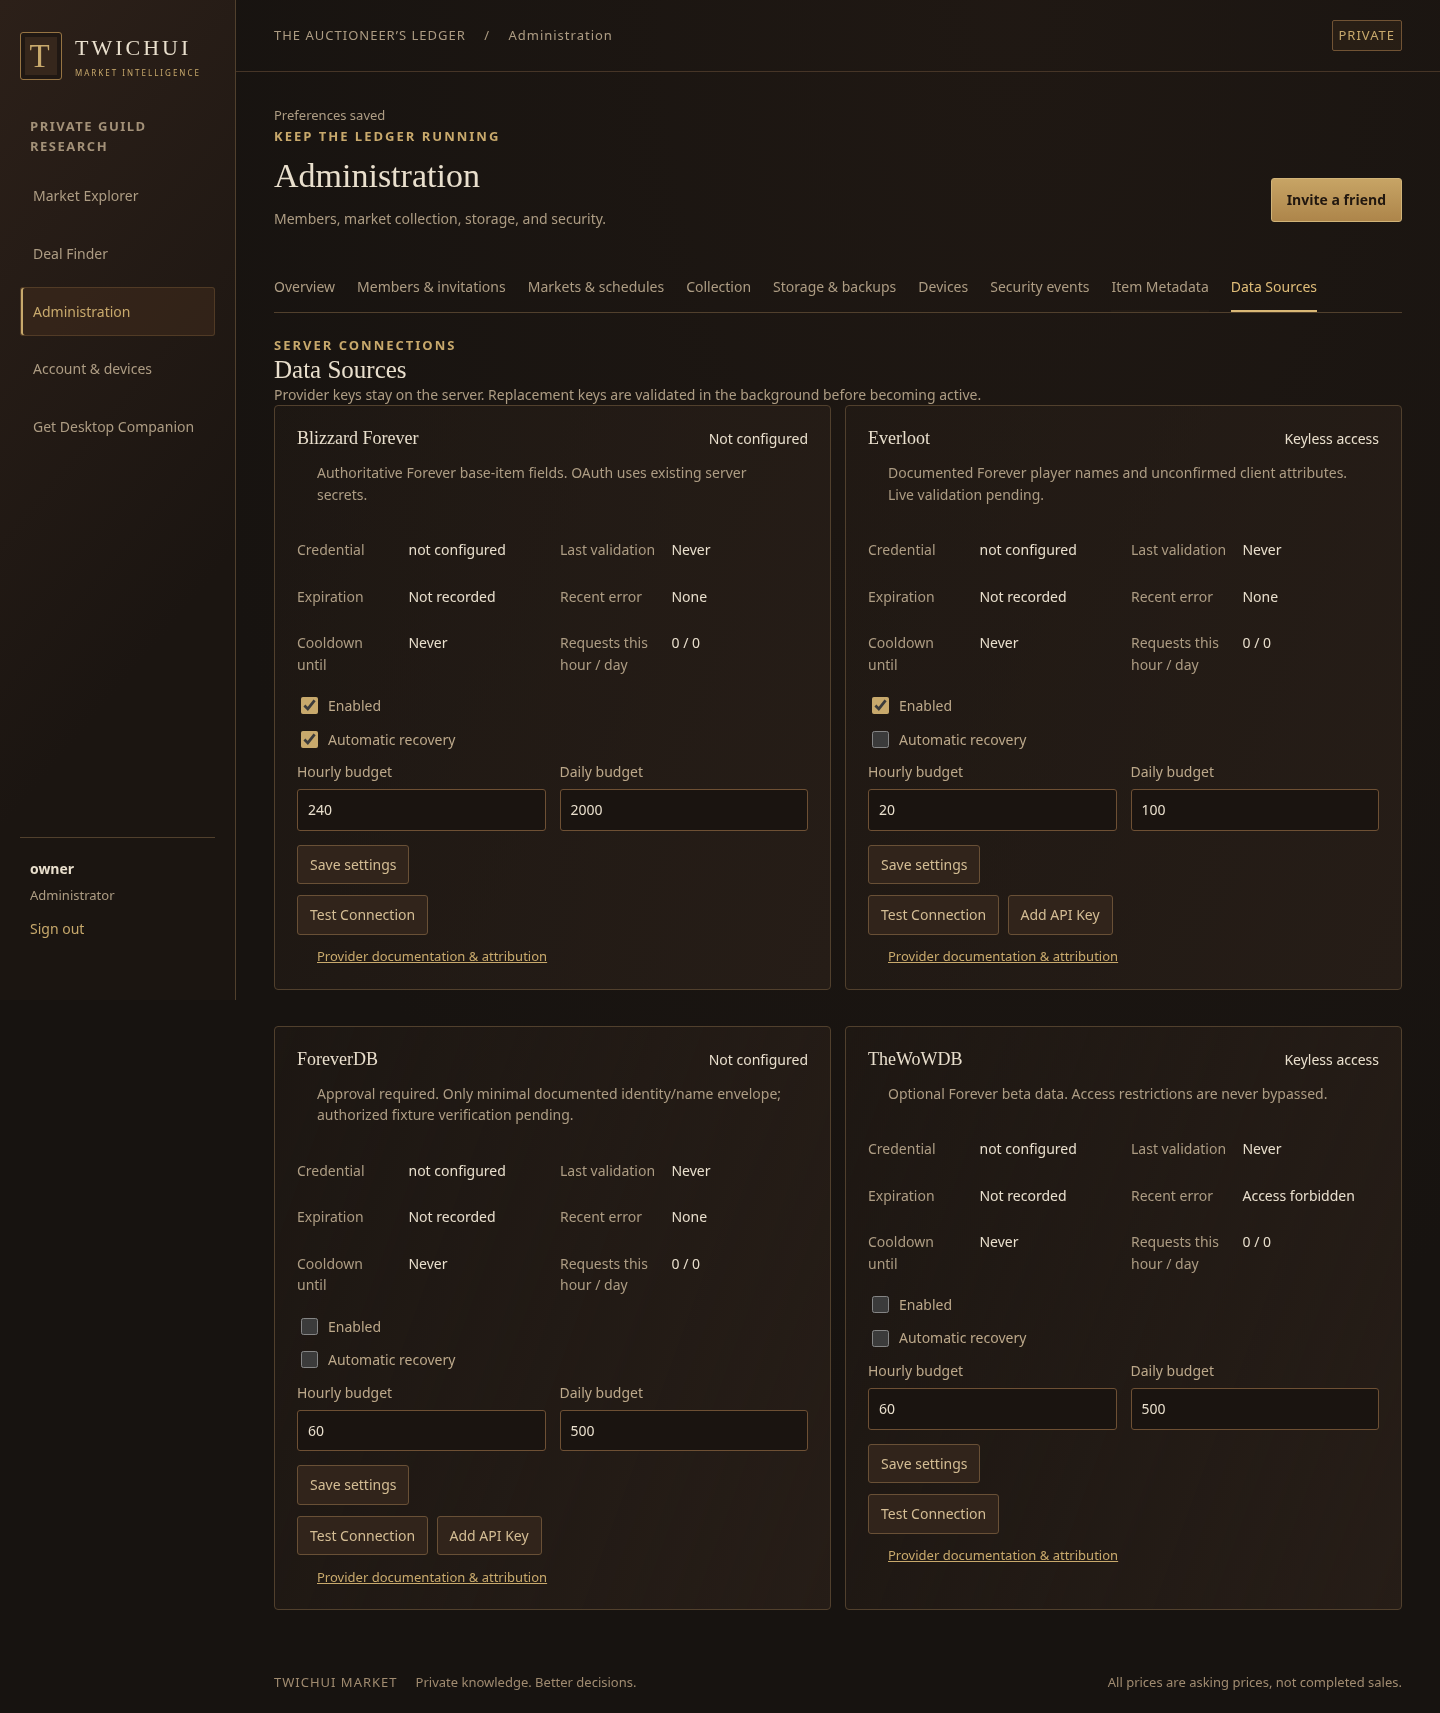 T
TWICHUI
MARKET INTELLIGENCE
PRIVATE GUILD
RESEARCH
Market Explorer
Deal Finder
Administration
Account & devices
Get Desktop Companion
owner
Administrator
Sign out
THE AUCTIONEER’S LEDGER / Administration
PRIVATE
Preferences saved
KEEP THE LEDGER RUNNING
Administration
Members, market collection, storage, and security.
Invite a friend
Overview Members & invitations Markets & schedules Collection Storage & backups Devices Security events Item Metadata Data Sources
SERVER CONNECTIONS
Data Sources
Provider keys stay on the server. Replacement keys are validated in the background before becoming active.
Blizzard Forever Not configured
Authoritative Forever base-item fields. OAuth uses existing server
secrets.
Credential not configured Last validation Never
Expiration Not recorded Recent error None
Cooldown Never Requests this 0 / 0
until hour / day
Enabled
Automatic recovery
Hourly budget Daily budget
240 2000
Save settings
Test Connection
Provider documentation & attribution
Everloot Keyless access
Documented Forever player names and unconfirmed client attributes.
Live validation pending.
Credential not configured Last validation Never
Expiration Not recorded Recent error None
Cooldown Never Requests this 0 / 0
until hour / day
Enabled
Automatic recovery
Hourly budget Daily budget
20 100
Save settings
Test Connection Add API Key
Provider documentation & attribution
ForeverDB Not configured
Approval required. Only minimal documented identity/name envelope;
authorized fixture verification pending.
Credential not configured Last validation Never
Expiration Not recorded Recent error None
Cooldown Never Requests this 0 / 0
until hour / day
Enabled
Automatic recovery
Hourly budget Daily budget
60 500
Save settings
Test Connection Add API Key
Provider documentation & attribution
TheWoWDB Keyless access
Optional Forever beta data. Access restrictions are never bypassed.
Credential not configured Last validation Never
Expiration Not recorded Recent error Access forbidden
Cooldown Never Requests this 0 / 0
until hour / day
Enabled
Automatic recovery
Hourly budget Daily budget
60 500
Save settings
Test Connection
Provider documentation & attribution
TWICHUI MARKET Private knowledge. Better decisions.
All prices are asking prices, not completed sales.